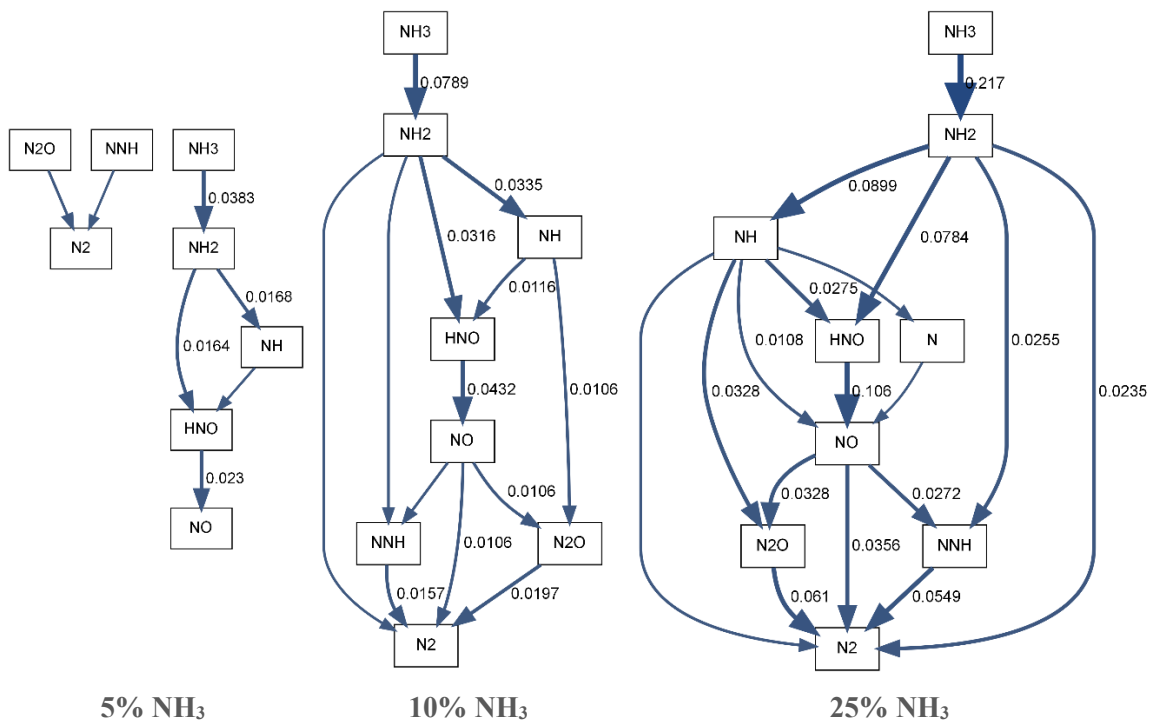 N2O
NNH
NH3
0.0383
N2
NH2
0.0168
0.0164
NH
HNO
0.023
NO
5% NH₃
NH3
0.0789
NH2
0.0335
0.0316
NH
0.0116
HNO
0.0432
0.0106
NO
0.0106
NNH
0.0106
N2O
0.0157
0.0197
N2
10% NH₃
NH3
0.217
NH2
0.0899
0.0784
NH
0.0275
0.0108
HNO
N
0.0255
0.0328
0.106
0.0235
NO
0.0328
0.0272
N2O
0.0356
NNH
0.061
0.0549
N2
25% NH₃